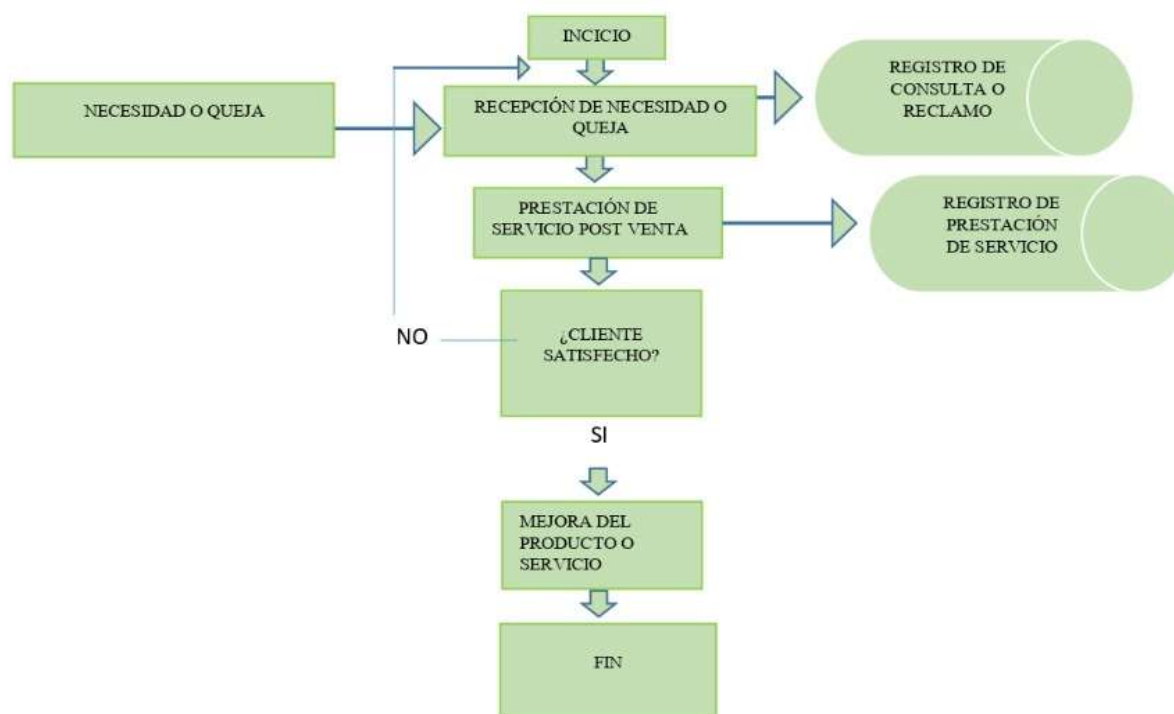 INCICIO
NECESIDAD O QUEJA
RECEPCIÓN DE NECESIDAD O
QUEJA
REGISTRO DE
CONSULTA O
RECLAMO
PRESTACIÓN DE
SERVICIO POST VENTA
REGISTRO DE
PRESTACIÓN
DE SERVICIO
NO
¿CLIENTE
SATISFECHO?
SI
MEJORA DEL
PRODUCTO O
SERVICIO
FIN